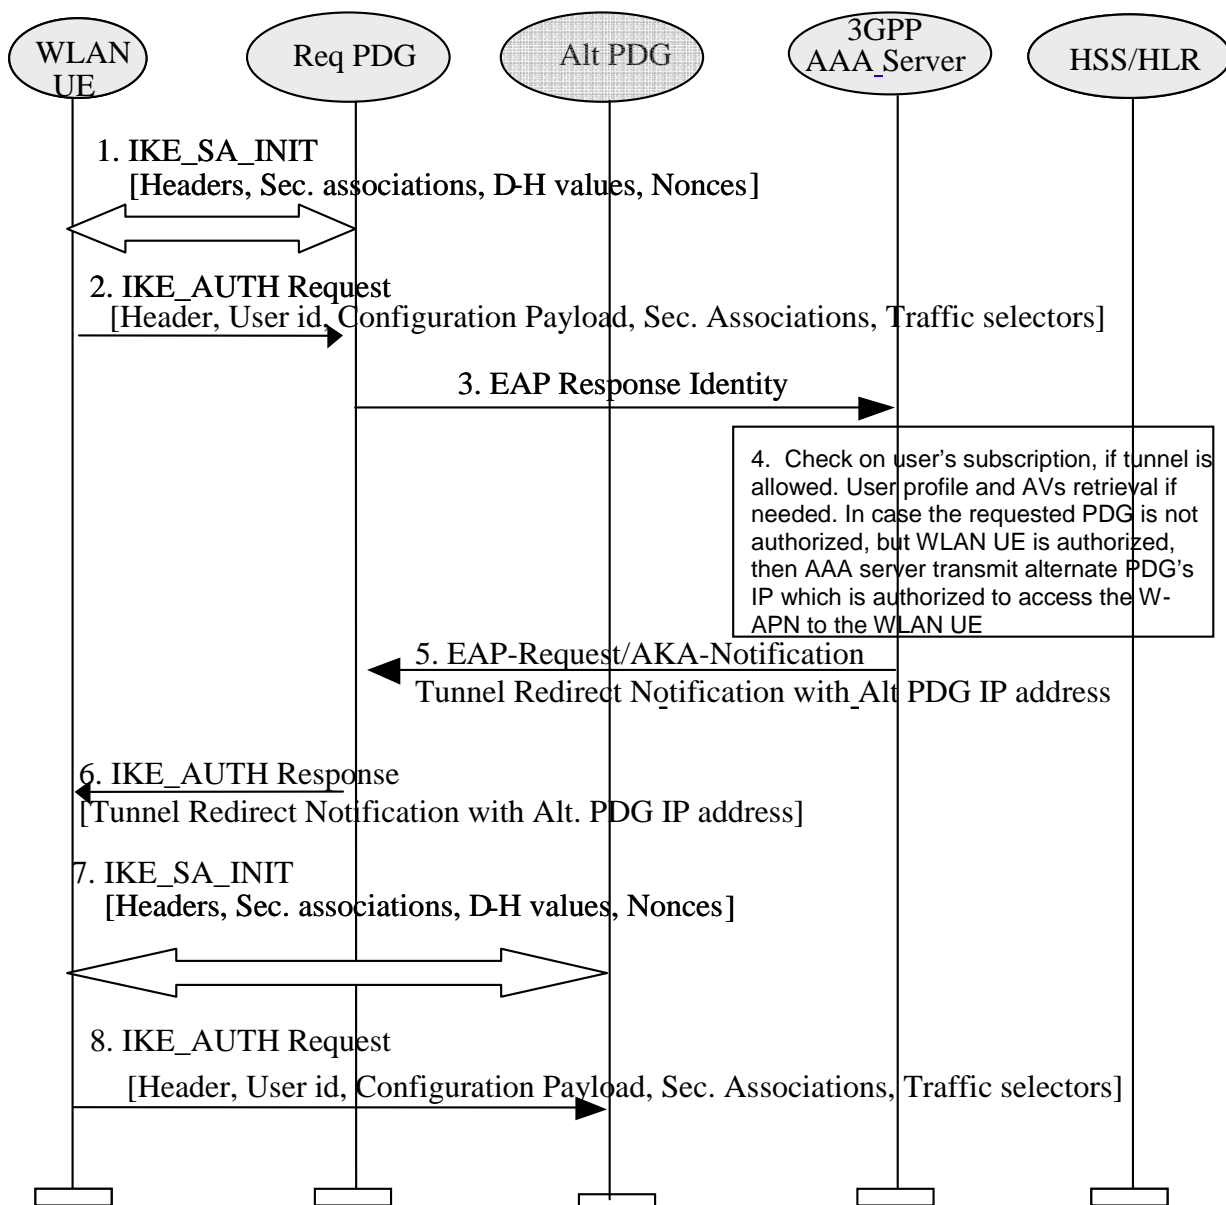 WLAN
UE
Req PDG
Alt PDG
3GPP
AAA Server
HSS/HLR
1. IKE_SA_INIT
[Headers, Sec. associations, D-H values, Nonces]
2. IKE_AUTH Request
[Header, User id, Configuration Payload, Sec. Associations, Traffic selectors]
3. EAP Response Identity
4. Check on user's subscription, if tunnel is
allowed. User profile and AVs retrieval if
needed. In case the requested PDG is not
authorized, but WLAN UE is authorized,
then AAA server transmit alternate PDG's
IP which is authorized to access the W-
APN to the WLAN UE
5. EAP-Request/AKA-Notification
Tunnel Redirect Notification with Alt PDG IP address
6. IKE_AUTH Response
[Tunnel Redirect Notification with Alt. PDG IP address]
7. IKE_SA_INIT
[Headers, Sec. associations, D-H values, Nonces]
8. IKE_AUTH Request
[Header, User id, Configuration Payload, Sec. Associations, Traffic selectors]